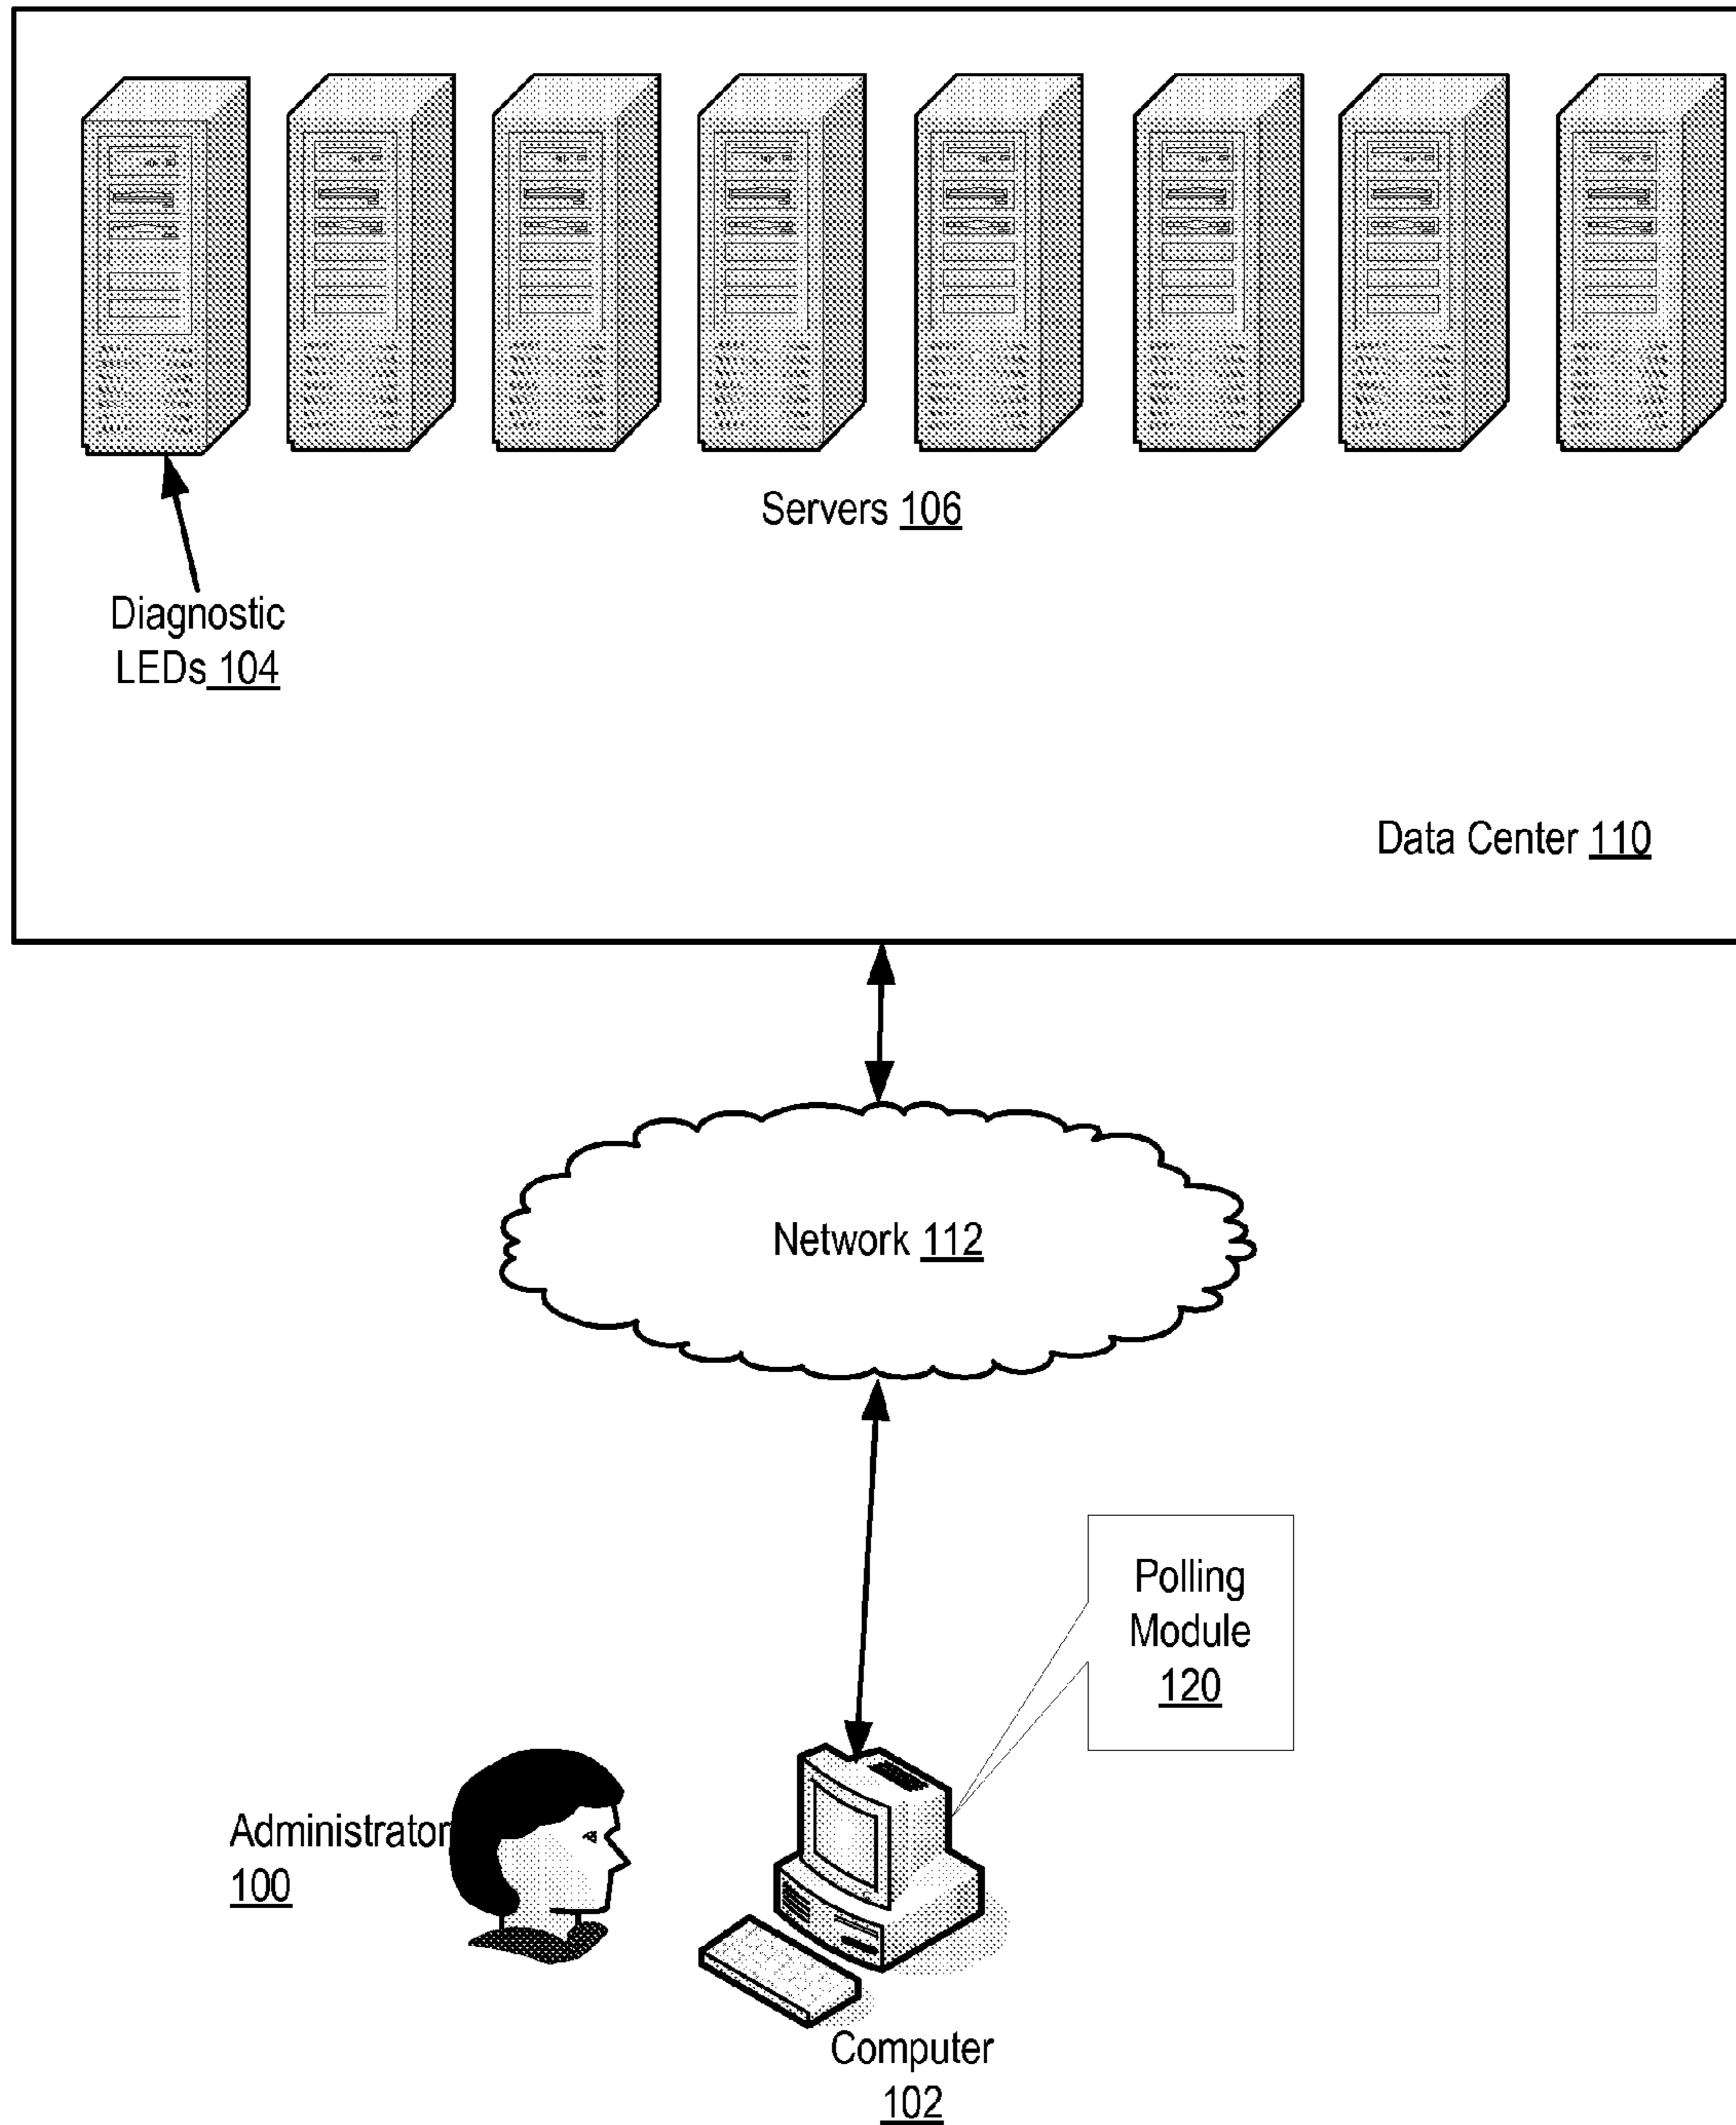 Servers 106
Diagnostic
LEDs 104
Data Center 110
Network 112
Polling
Module
120
Administrator
100
Computer
102